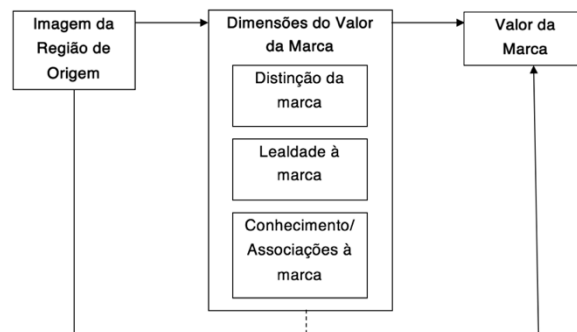 Imagem da
Região de
Origem
Dimensões do Valor
da Marca
Distinção da
marca
Lealdade à
marca
Conhecimento/
Associações à
marca
Valor da
Marca